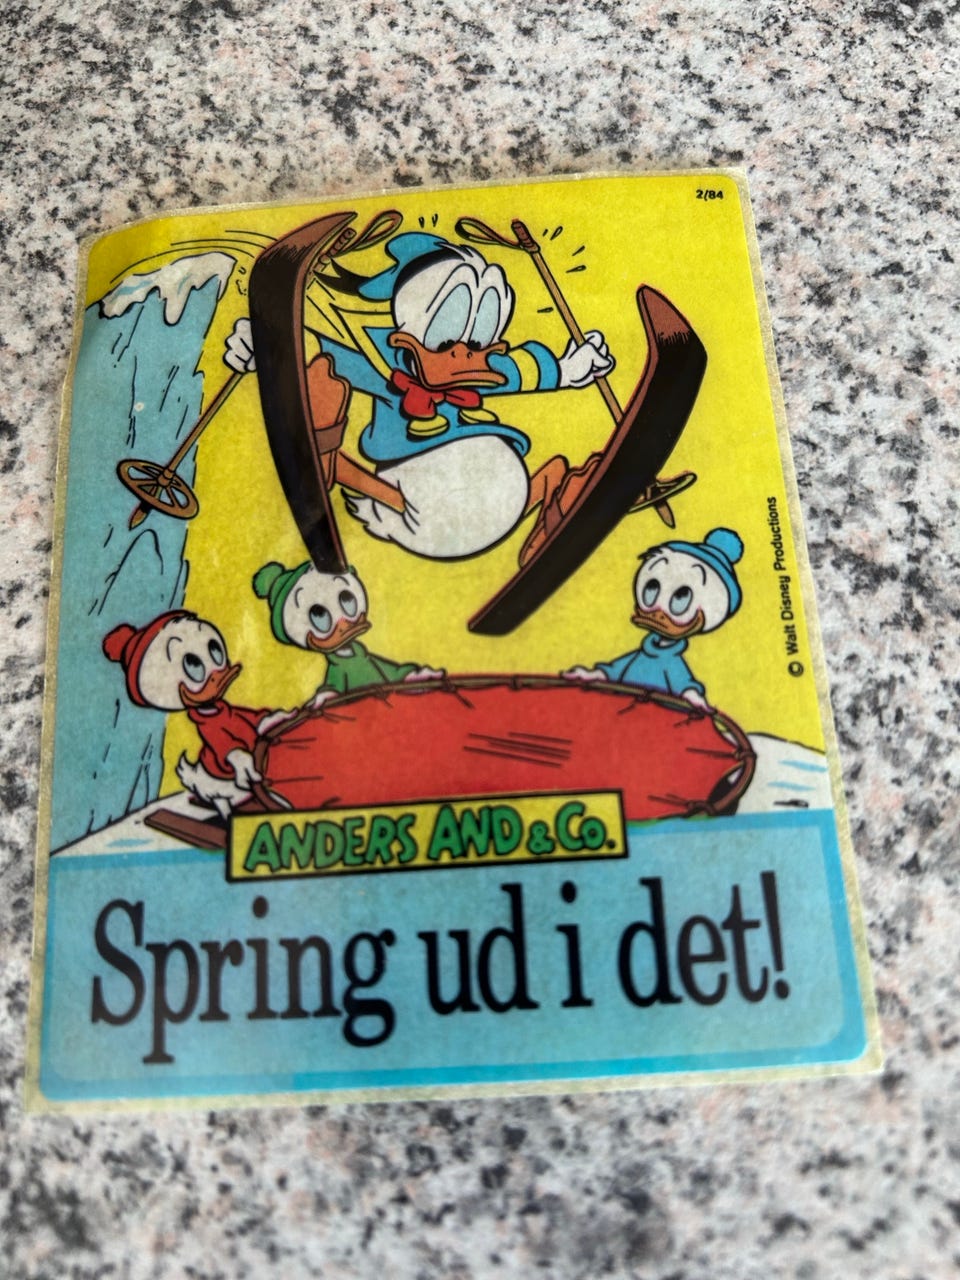 2/84
© Walt Disney Productions
ANDERS AND & Co.
Spring ud i det!